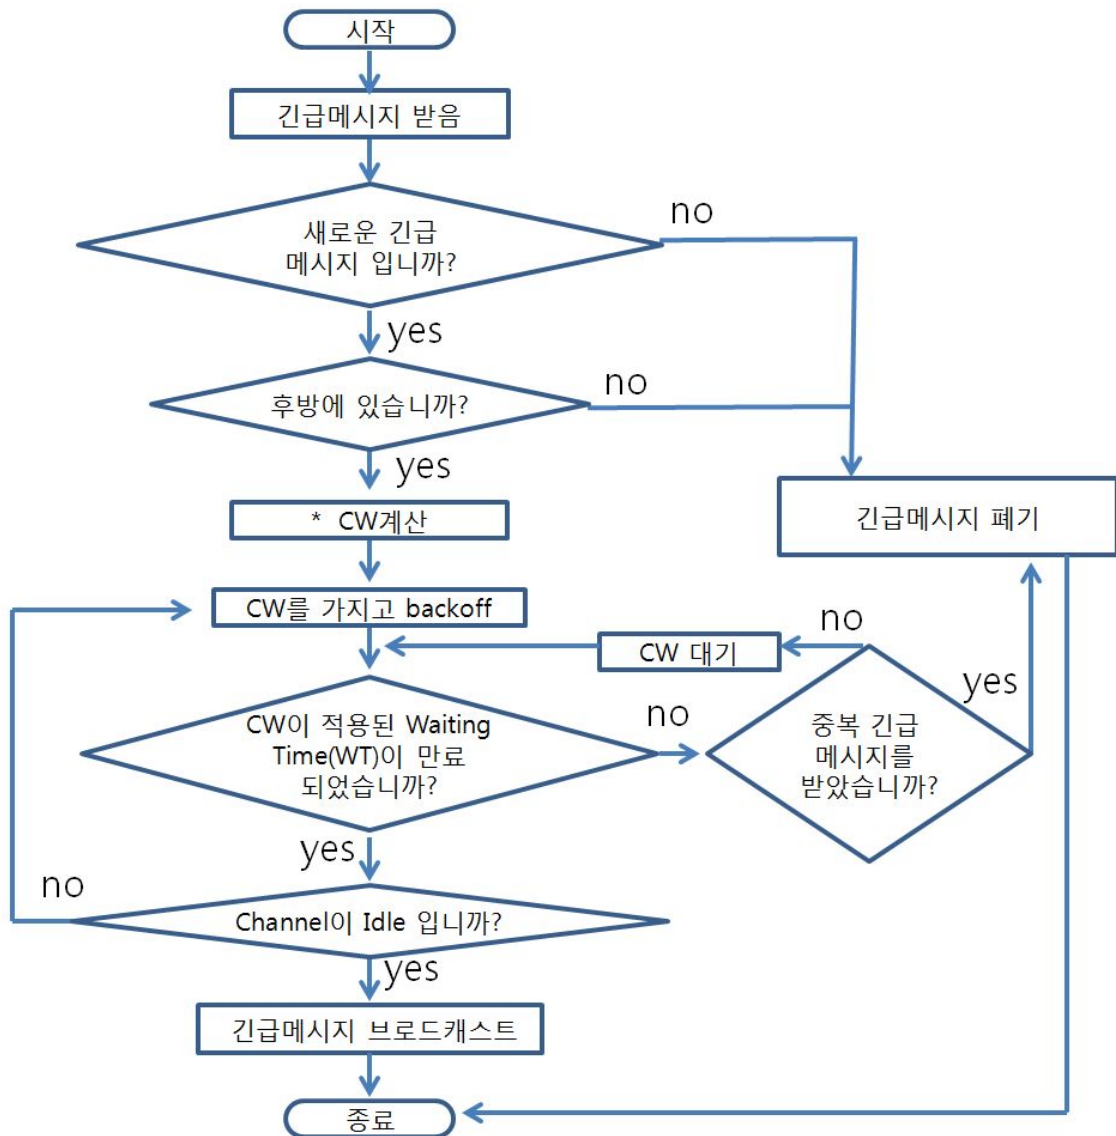 시작
긴급메시지 받음
새로운 긴급
메시지 입니까?
no
yes
후방에 있습니까?
no
yes
* CW계산
긴급메시지 폐기
CW를 가지고 backoff
CW 대기
no
yes
CW이 적용된 Waiting
Time(WT)이 만료
되었습니까?
no
중복 긴급
메시지를
받았습니까?
yes
no
Channel이 Idle 입니까?
yes
긴급메시지 브로드캐스트
종료